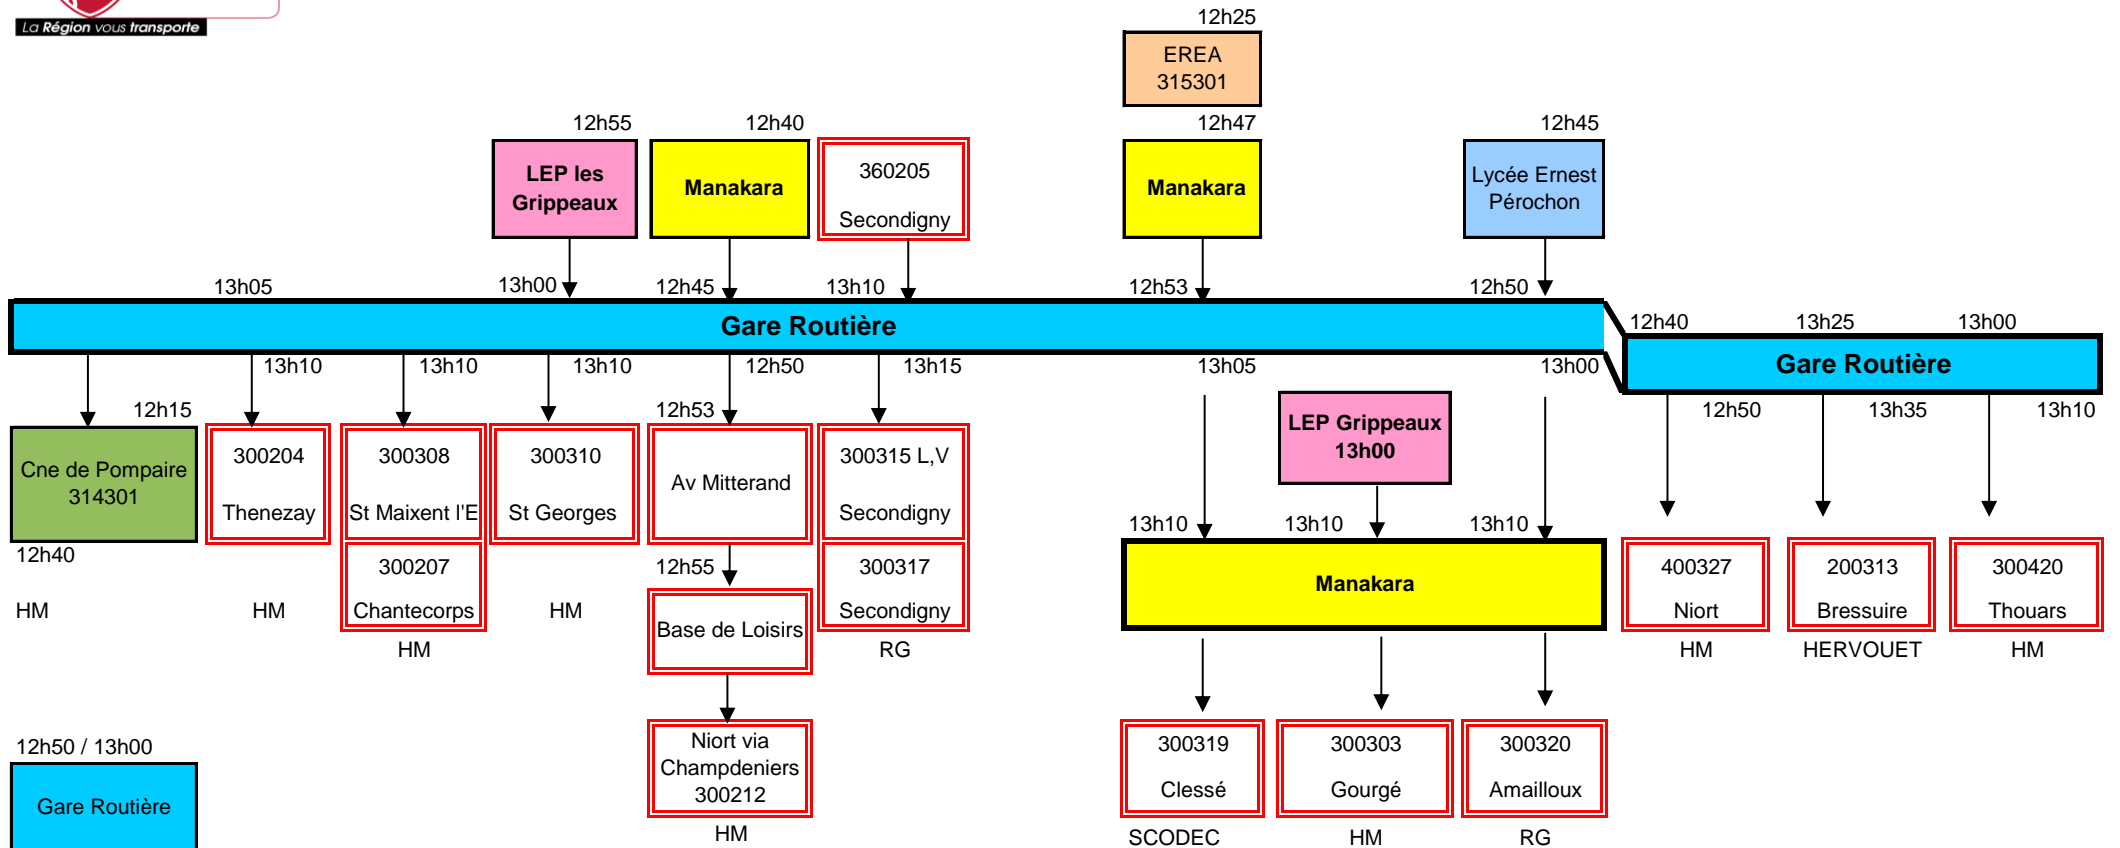 La Région vous transporte
12h25
EREA
315301
12h55
12h40
12h47
12h45
LEP les
Grippeaux
Manakara
360205
Secondigny
Manakara
Lycée Ernest
Pérochon
13h05
13h00
12h45
13h10
12h53
12h50
Gare Routière
12h40
13h25
13h00
Gare Routière
13h10
13h10
13h10
12h50
13h15
13h05
13h00
12h15
12h53
12h50
13h35
13h10
Cne de Pompaire
314301
300204
Thenezay
300308
St Maixent l'E
300310
St Georges
Av Mitterand
300315 L,V
Secondigny
LEP Grippeaux
13h00
13h10
13h10
13h10
12h40
300207
Chantecorps
12h55
300317
Secondigny
Manakara
400327
Niort
200313
Bressuire
300420
Thouars
HM
HM
HM
HM
Base de Loisirs
RG
HM
HERVOUET
HM
12h50 / 13h00
Gare Routière
Niort via
Champdeniers
300212
HM
300319
Clessé
300303
Gourgé
300320
Amailloux
SCODEC
HM
RG